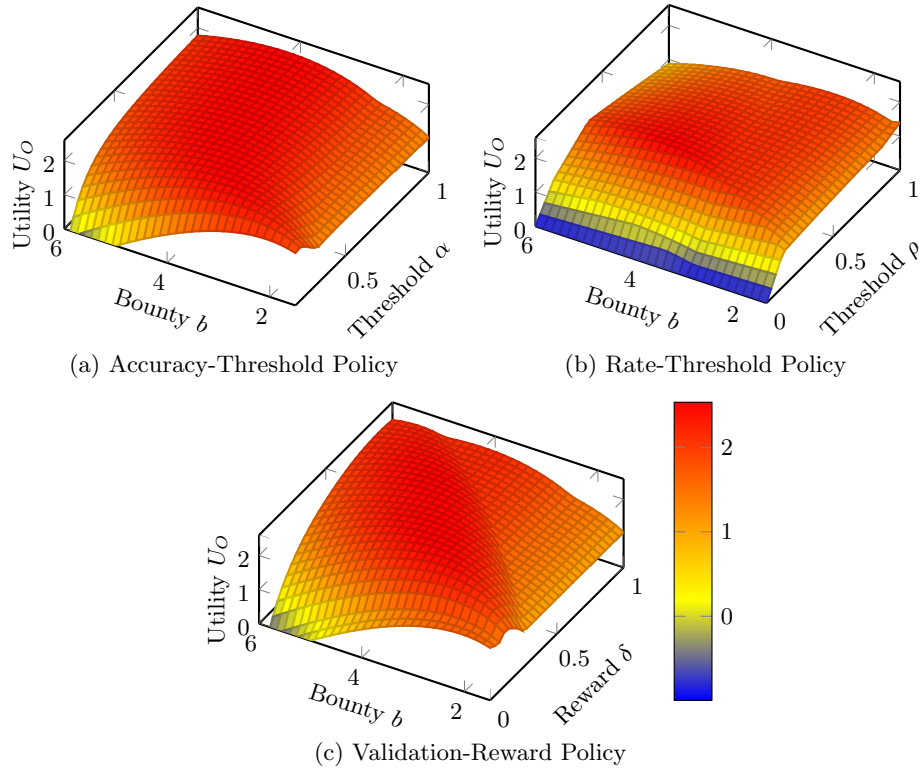 Utility U_O
2
1
0
6
4
2
Bounty b
0.5
1
Threshold α
(a) Accuracy-Threshold Policy
Utility U_O
2
1
0
6
4
2
Bounty b
0
0.5
1
Threshold ρ
(b) Rate-Threshold Policy
Utility U_O
2
1
0
6
4
2
Bounty b
0
0.5
1
Reward δ
2
1
0
(c) Validation-Reward Policy